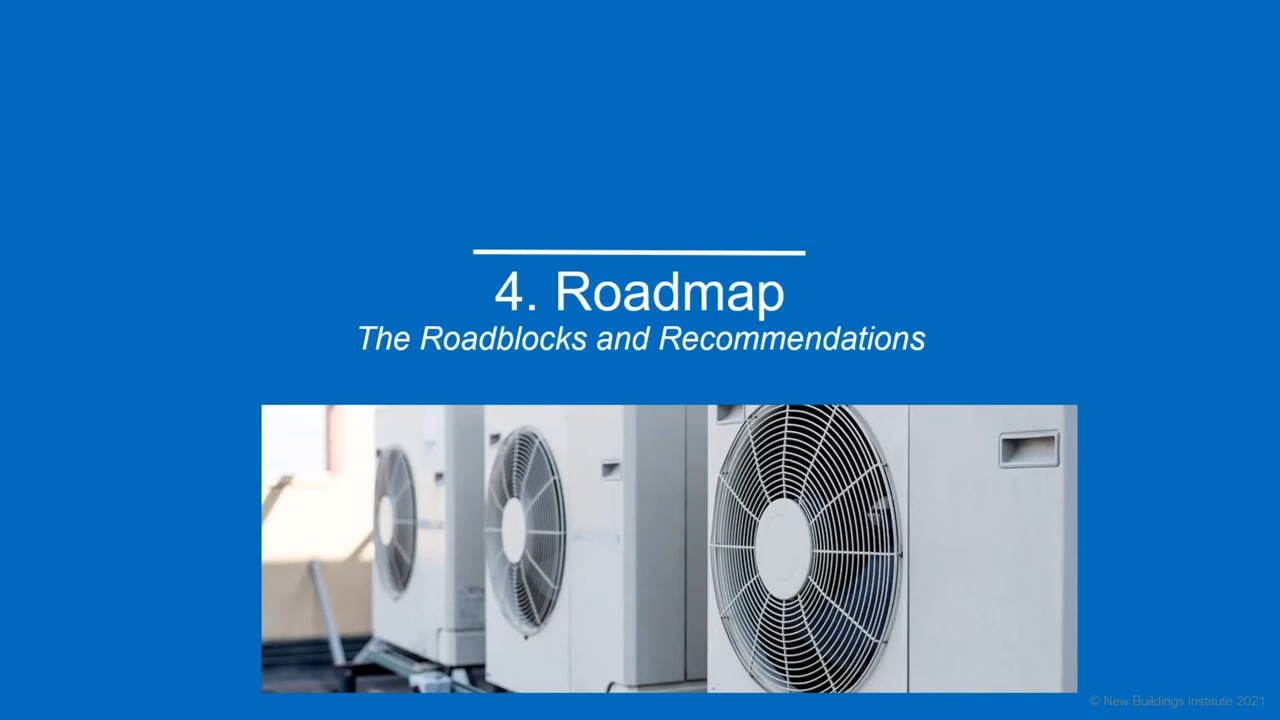 4. Roadmap
The Roadblocks and Recommendations
© New Buildings Institute 2021